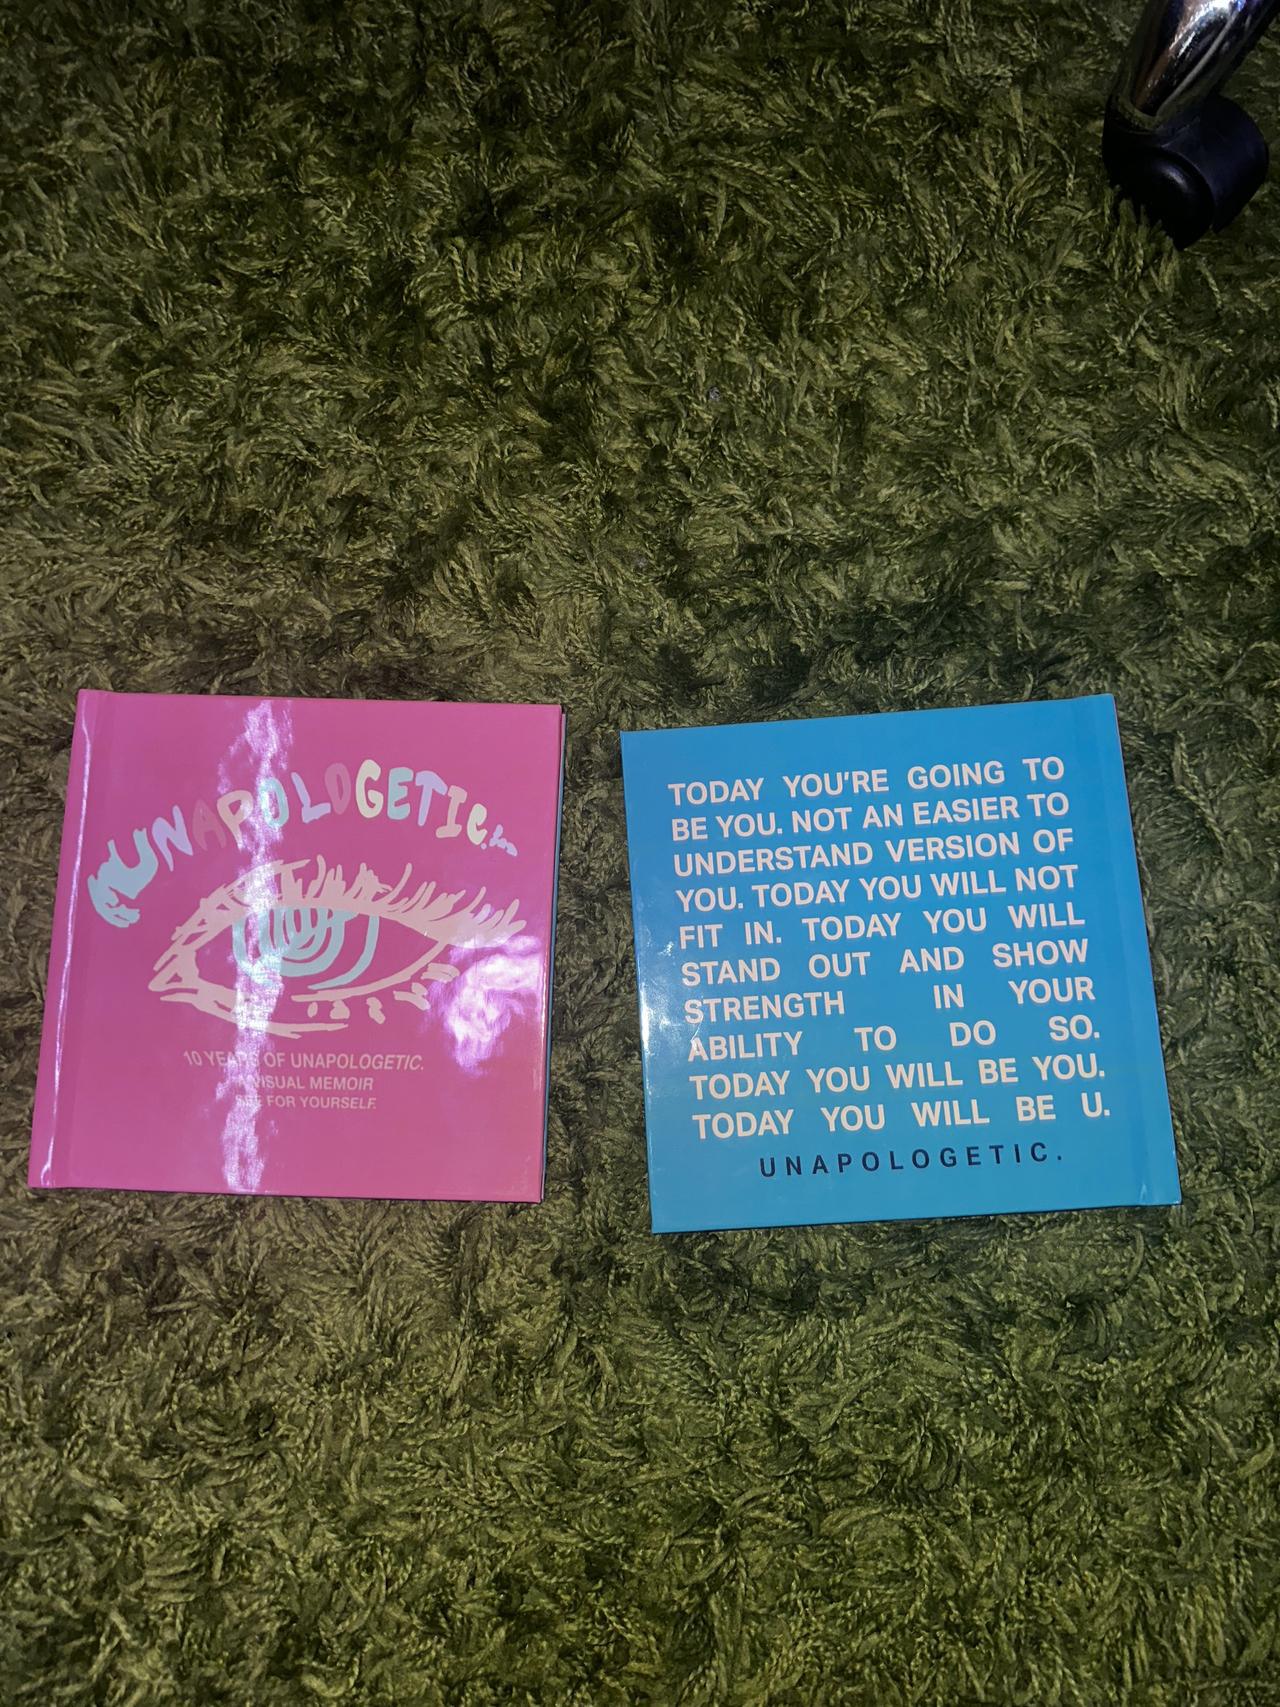 UNAPOLOGETIC...
10 YEARS OF UNAPOLOGETIC.
A VISUAL MEMOIR
SEE FOR YOURSELF.
TODAY YOU'RE GOING TO
BE YOU. NOT AN EASIER TO
UNDERSTAND VERSION OF
YOU. TODAY YOU WILL NOT
FIT IN. TODAY YOU WILL
STAND OUT AND SHOW
STRENGTH IN YOUR
ABILITY TO DO SO.
TODAY YOU WILL BE YOU.
TODAY YOU WILL BE U.
UNAPOLOGETIC.